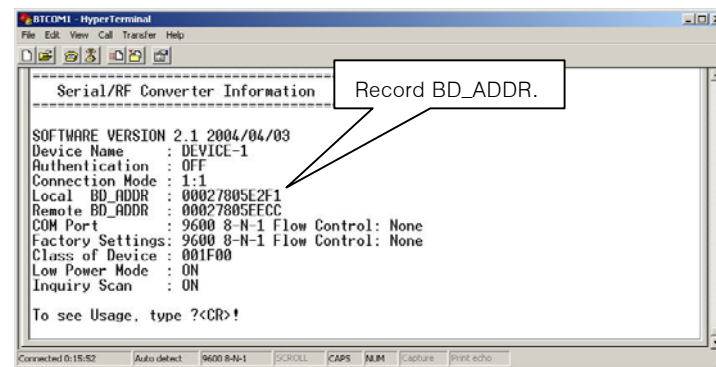 BTCOM1 - HyperTerminal
File Edit View Call Transfer Help
Serial/RF Converter Information
Record BD_ADDR.
SOFTWARE VERSION 2.1 2004/04/03
Device Name : DEVICE-1
Authentication : OFF
Connection Mode : 1:1
Local BD_ADDR : 00027805E2F1
Remote BD_ADDR : 00027805EECC
COM Port : 9600 8-N-1 Flow Control: None
Factory Settings: 9600 8-N-1 Flow Control: None
Class of Device : 001F00
Low Power Mode : ON
Inquiry Scan : ON
To see Usage, type ?<CR>!
Connected 0:15:52 Auto detect 9600 8-N-1 SCROLL CAPS NUM Capture Print echo